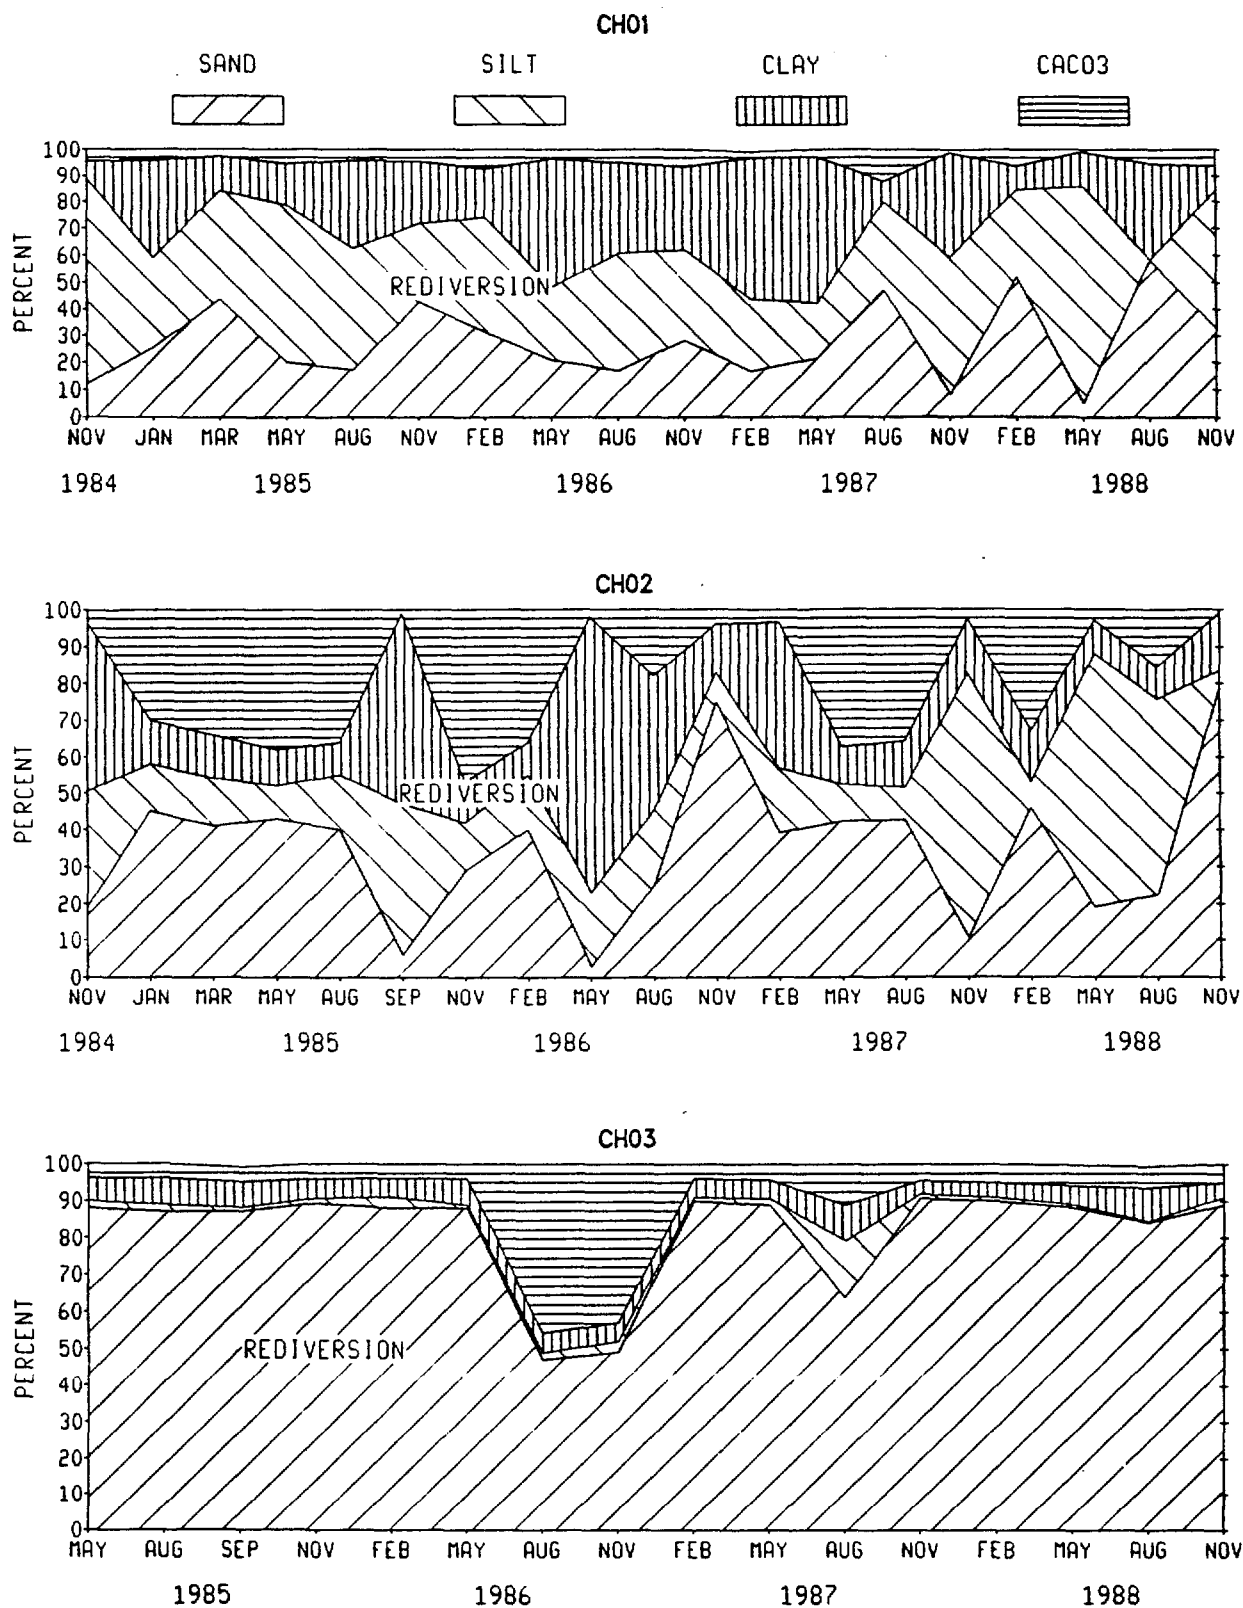 CH01
SAND SILT CLAY CACO3
100
90
80
70
60
50
40
30
20
10
0
PERCENT
REDIVERSION
NOV JAN MAR MAY AUG NOV FEB MAY AUG NOV FEB MAY AUG NOV FEB MAY AUG NOV
1984 1985 1986 1987 1988
CH02
100
90
80
70
60
50
40
30
20
10
0
PERCENT
REDIVERSION
NOV JAN MAR MAY AUG SEP NOV FEB MAY AUG NOV FEB MAY AUG NOV FEB MAY AUG NOV
1984 1985 1986 1987 1988
CH03
100
90
80
70
60
50
40
30
20
10
0
PERCENT
REDIVERSION
MAY AUG SEP NOV FEB MAY AUG NOV FEB MAY AUG NOV FEB MAY AUG NOV
1985 1986 1987 1988